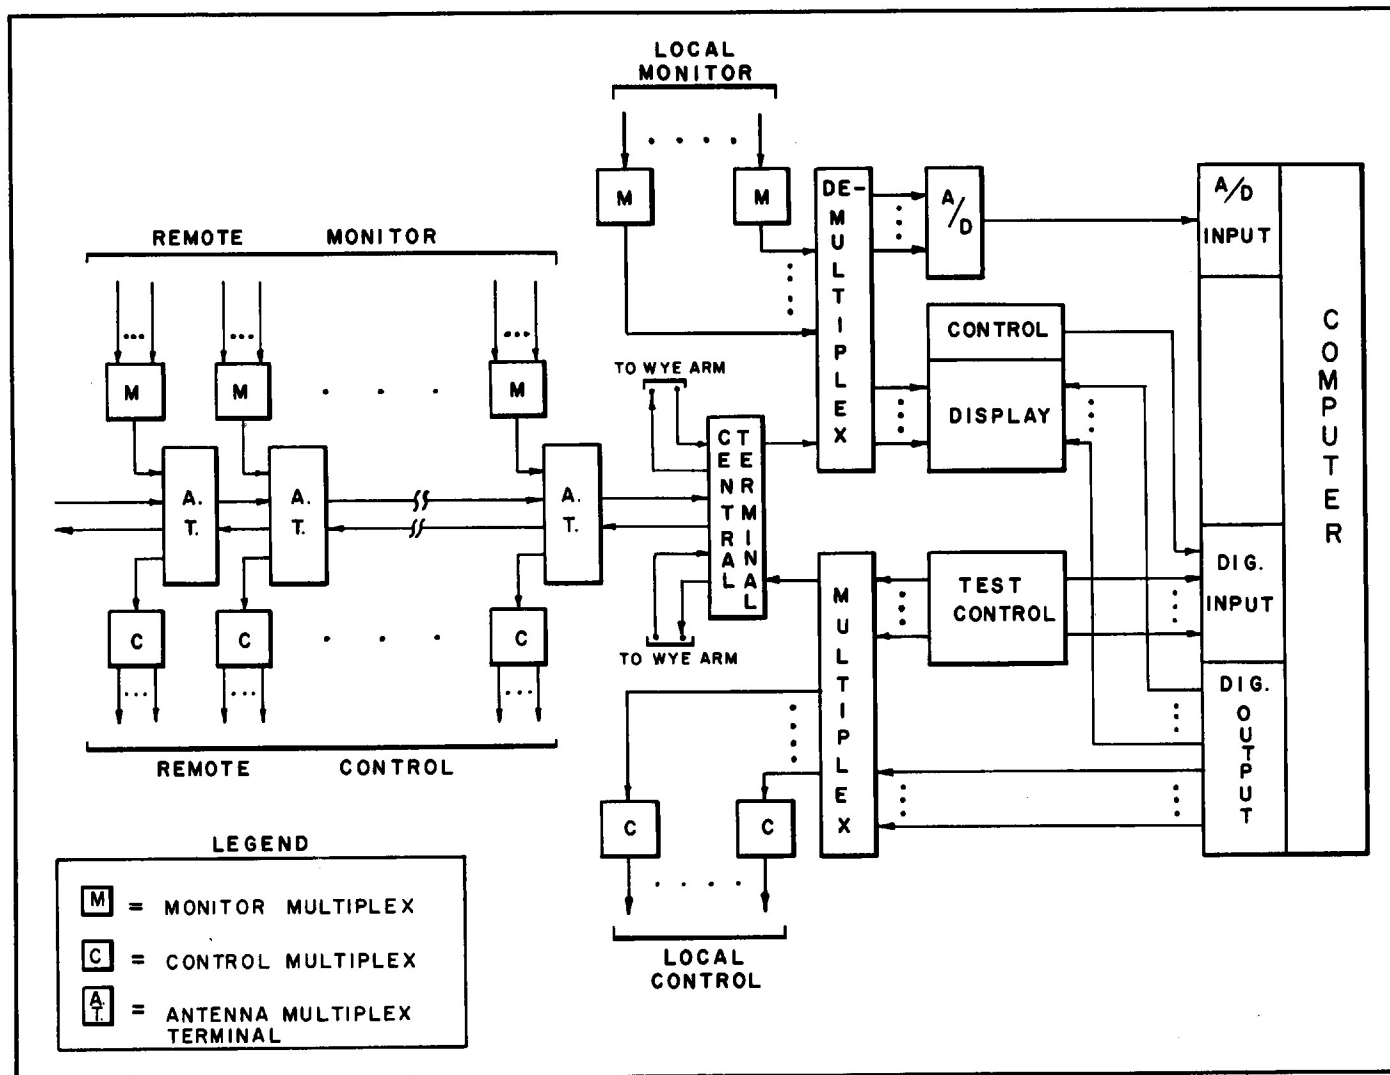 LOCAL
MONITOR
REMOTE MONITOR
M
M
M
M
M
DE-
MULTIPLEX
A/D
A/D
INPUT
COMPUTER
CONTROL
DISPLAY
TO WYE ARM
CENTRAL
TERMINAL
A.
T.
A.
T.
A.
T.
C
C
C
TO WYE ARM
MULTIPLEX
TEST
CONTROL
DIG.
INPUT
DIG.
OUTPUT
REMOTE CONTROL
C
C
LOCAL
CONTROL
LEGEND
M = MONITOR MULTIPLEX
C = CONTROL MULTIPLEX
A.
T. = ANTENNA MULTIPLEX
TERMINAL